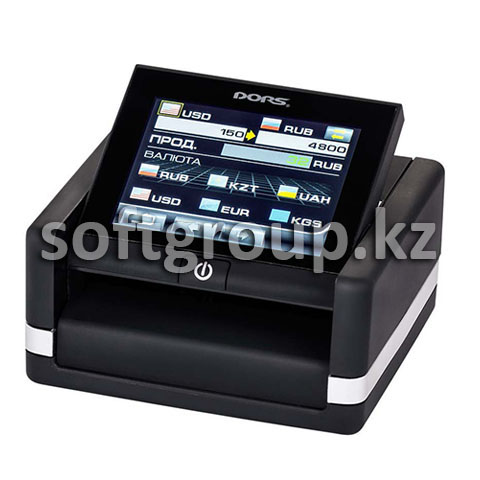 DORS®
USD
RUB
150
4800
ПРОД.
RUB
ВАЛЮТА
RUB
KZT
UAH
USD
EUR
KGS
softgroup.kz